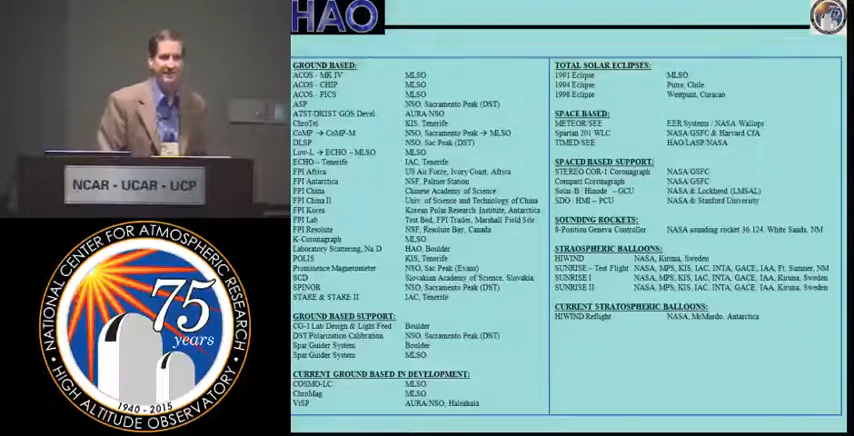 HAO
75
GROUND BASED:
ACOS - MK IV MLSO
ACOS - CHIP MLSO
ACOS - PICS MLSO
ASP NSO, Sacramento Peak (DST)
ATST/DKIST GOS Devel. AURA/NSO
ChroTel KIS, Tenerife
CoMP → CoMP-M NSO, Sacramento Peak → MLSO
DLSP NSO, Sac Peak (DST)
Low-L → ECHO – MLSO MLSO
ECHO – Tenerife IAC, Tenerife
FPI Africa US Air Force, Ivory Coast, Africa
FPI Antarctica NSF, Palmer Station
FPI China Chinese Academy of Science
FPI China II Univ. of Science and Technology of China
FPI Korea Korean Polar Research Institute, Antarctica
FPI Lab Test Bed, FPI Trailer, Marshall Field Site
FPI Resolute NSF, Resolute Bay, Canada
K-Coronagraph MLSO
Laboratory Scattering, Na D HAO, Boulder
POLIS KIS, Tenerife
Prominence Magnetometer NSO, Sac Peak (Evans)
SCD Slovakian Academy of Science, Slovakia
SPINOR NSO, Sacramento Peak (DST)
STARE & STARE II IAC, Tenerife
GROUND BASED SUPPORT:
CG-1 Lab Design & Light Feed Boulder
DST Polarization Calibration NSO, Sacramento Peak (DST)
Spar Guider System Boulder
Spar Guider System MLSO
CURRENT GROUND BASED IN DEVELOPMENT:
COSMO-LC MLSO
ChroMag MLSO
ViSP AURA/NSO, Haleakala
TOTAL SOLAR ECLIPSES:
1991 Eclipse MLSO
1994 Eclipse Putre, Chile
1998 Eclipse Westpunt, Curacao
SPACE BASED:
METEOR/SEE EER Systems / NASA Wallops
Spartan 201 WLC NASA/GSFC & Harvard CfA
TIMED/SEE HAO/LASP/NASA
SPACED BASED SUPPORT:
STEREO COR-1 Coronagraph NASA/GSFC
Compact Coronagraph NASA/GSFC
Solar-B / Hinode – GCU NASA & Lockheed (LMSAL)
SDO / HMI – PCU NASA & Stanford University
SOUNDING ROCKETS:
8-Position Geneva Controller NASA sounding rocket 36.124, White Sands, NM
STRAOSPHERIC BALLOONS:
HIWIND NASA, Kiruna, Sweden
SUNRISE – Test Flight NASA, MPS, KIS, IAC, INTA, GACE, IAA, Ft. Sumner, NM
SUNRISE I NASA, MPS, KIS, IAC, INTA, GACE, IAA, Kiruna, Sweden
SUNRISE II NASA, MPS, KIS, IAC, INTA, GACE, IAA, Kiruna, Sweden
CURRENT STRATOSPHERIC BALLOONS:
HIWIND Reflight NASA, McMurdo, Antarctica
NCAR - UCAR - UCP
NATIONAL CENTER FOR ATMOSPHERIC RESEARCH
75
years
1940 - 2015
HIGH ALTITUDE OBSERVATORY